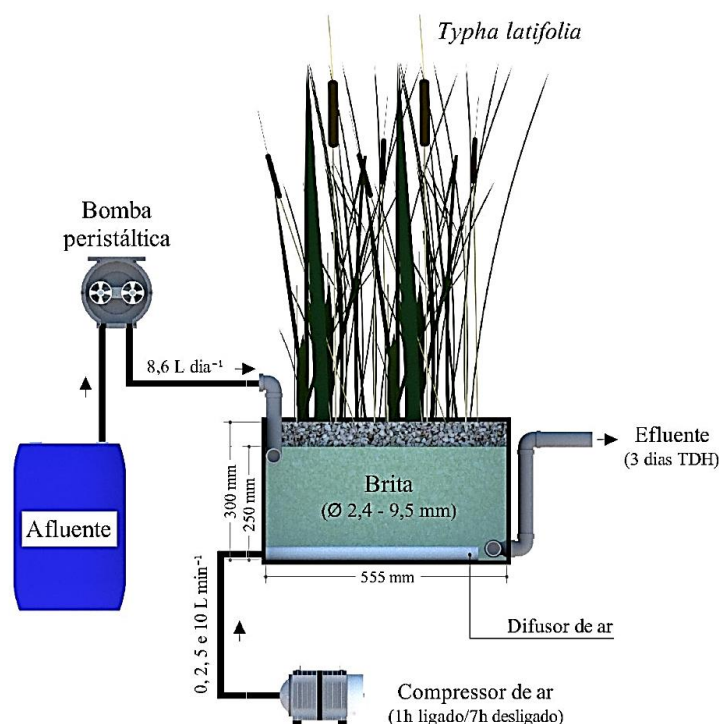 Typha latifolia
Bomba
peristáltica
8,6 L dia⁻¹
Efluente
(3 dias TDH)
Afluente
300 mm
250 mm
Brita
(Ø 2,4 - 9,5 mm)
555 mm
0, 2, 5 e 10 L min⁻¹
Difusor de ar
Compressor de ar
(1h ligado/7h desligado)